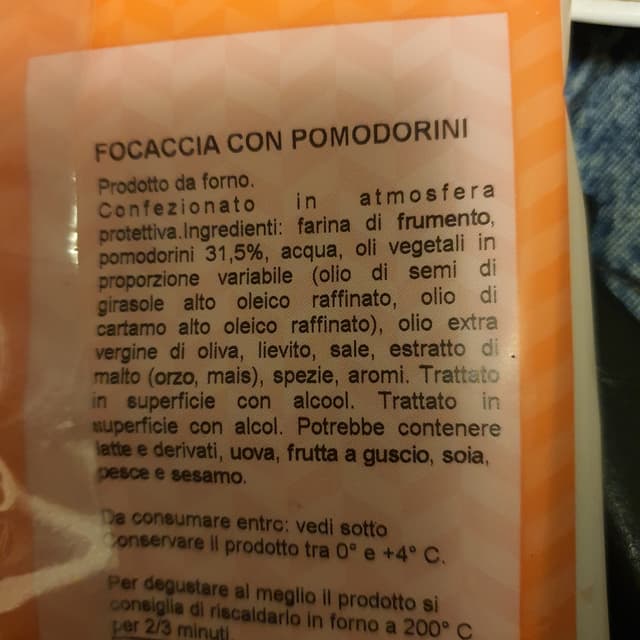 FOCACCIA CON POMODORINI
Prodotto da forno.
Confezionato in atmosfera
protettiva.Ingredienti: farina di frumento,
pomodorini 31,5%, acqua, oli vegetali in
proporzione variabile (olio di semi di
girasole alto oleico raffinato, olio di
cartamo alto oleico raffinato), olio extra
vergine di oliva, lievito, sale, estratto di
malto (orzo, mais), spezie, aromi. Trattato
in superficie con alcool. Trattato in
superficie con alcol. Potrebbe contenere
latte e derivati, uova, frutta a guscio, soia,
pesce e sesamo.
Da consumare entro: vedi sotto
Conservare il prodotto tra 0° e +4° C.
Per degustare al meglio il prodotto si
consiglia di riscaldarlo in forno a 200° C
per 2/3 minuti